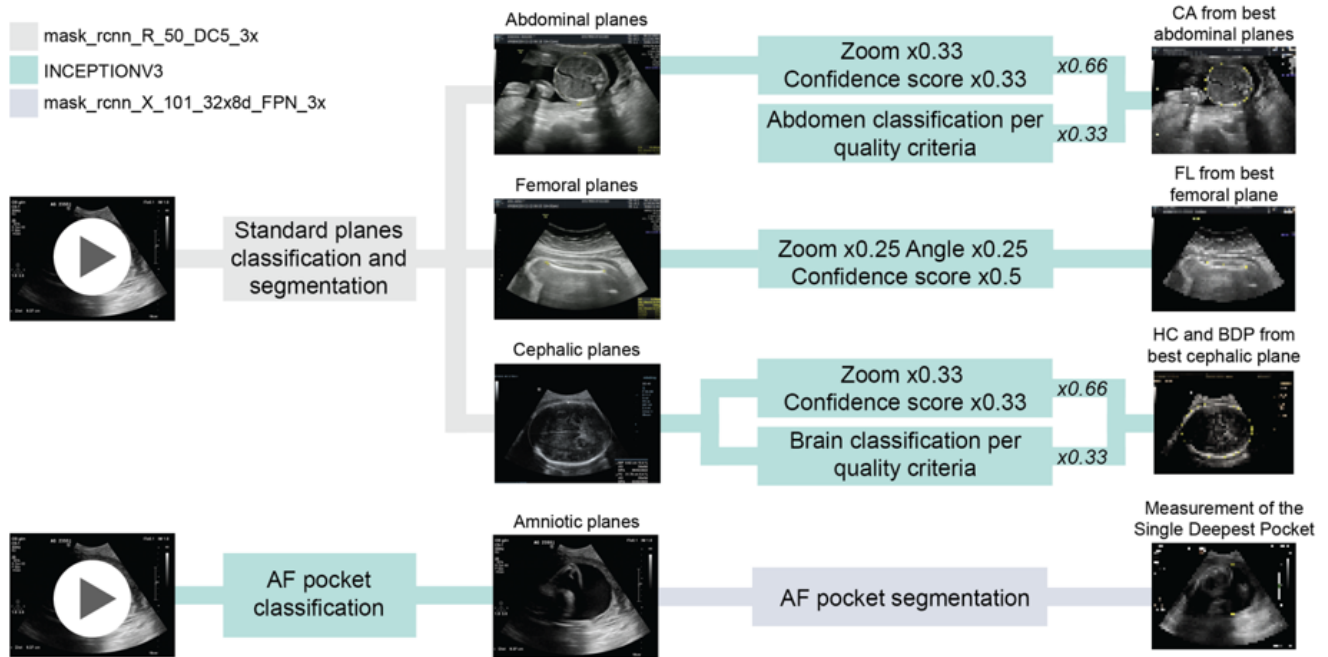 mask_rcnn_R_50_DC5_3x
INCEPTIONV3
mask_rcnn_X_101_32x8d_FPN_3x
Abdominal planes
Zoom x0.33
Confidence score x0.33
x0.66
Abdomen classification per
quality criteria
x0.33
CA from best
abdominal planes
Standard planes
classification and
segmentation
Femoral planes
Zoom x0.25 Angle x0.25
Confidence score x0.5
FL from best
femoral plane
Cephalic planes
Zoom x0.33
Confidence score x0.33
x0.66
Brain classification per
quality criteria
x0.33
HC and BDP from
best cephalic plane
AF pocket
classification
Amniotic planes
AF pocket segmentation
Measurement of the
Single Deepest Pocket